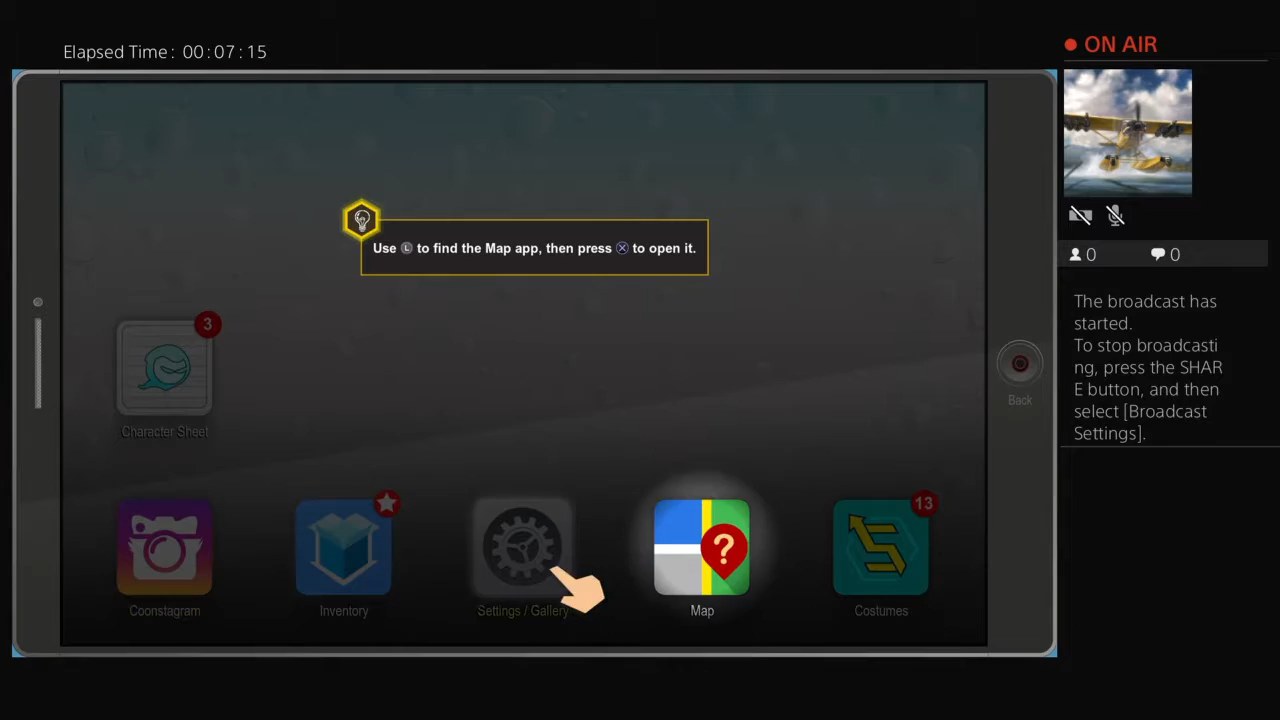 Elapsed Time: 00:07:15
ON AIR
Use L to find the Map app, then press X to open it.
3
Character Sheet
Back
13
?
Coonstagram
Inventory
Settings / Gallery
Map
Costumes
0 0
The broadcast has
started.
To stop broadcasti
ng, press the SHAR
E button, and then
select [Broadcast
Settings].